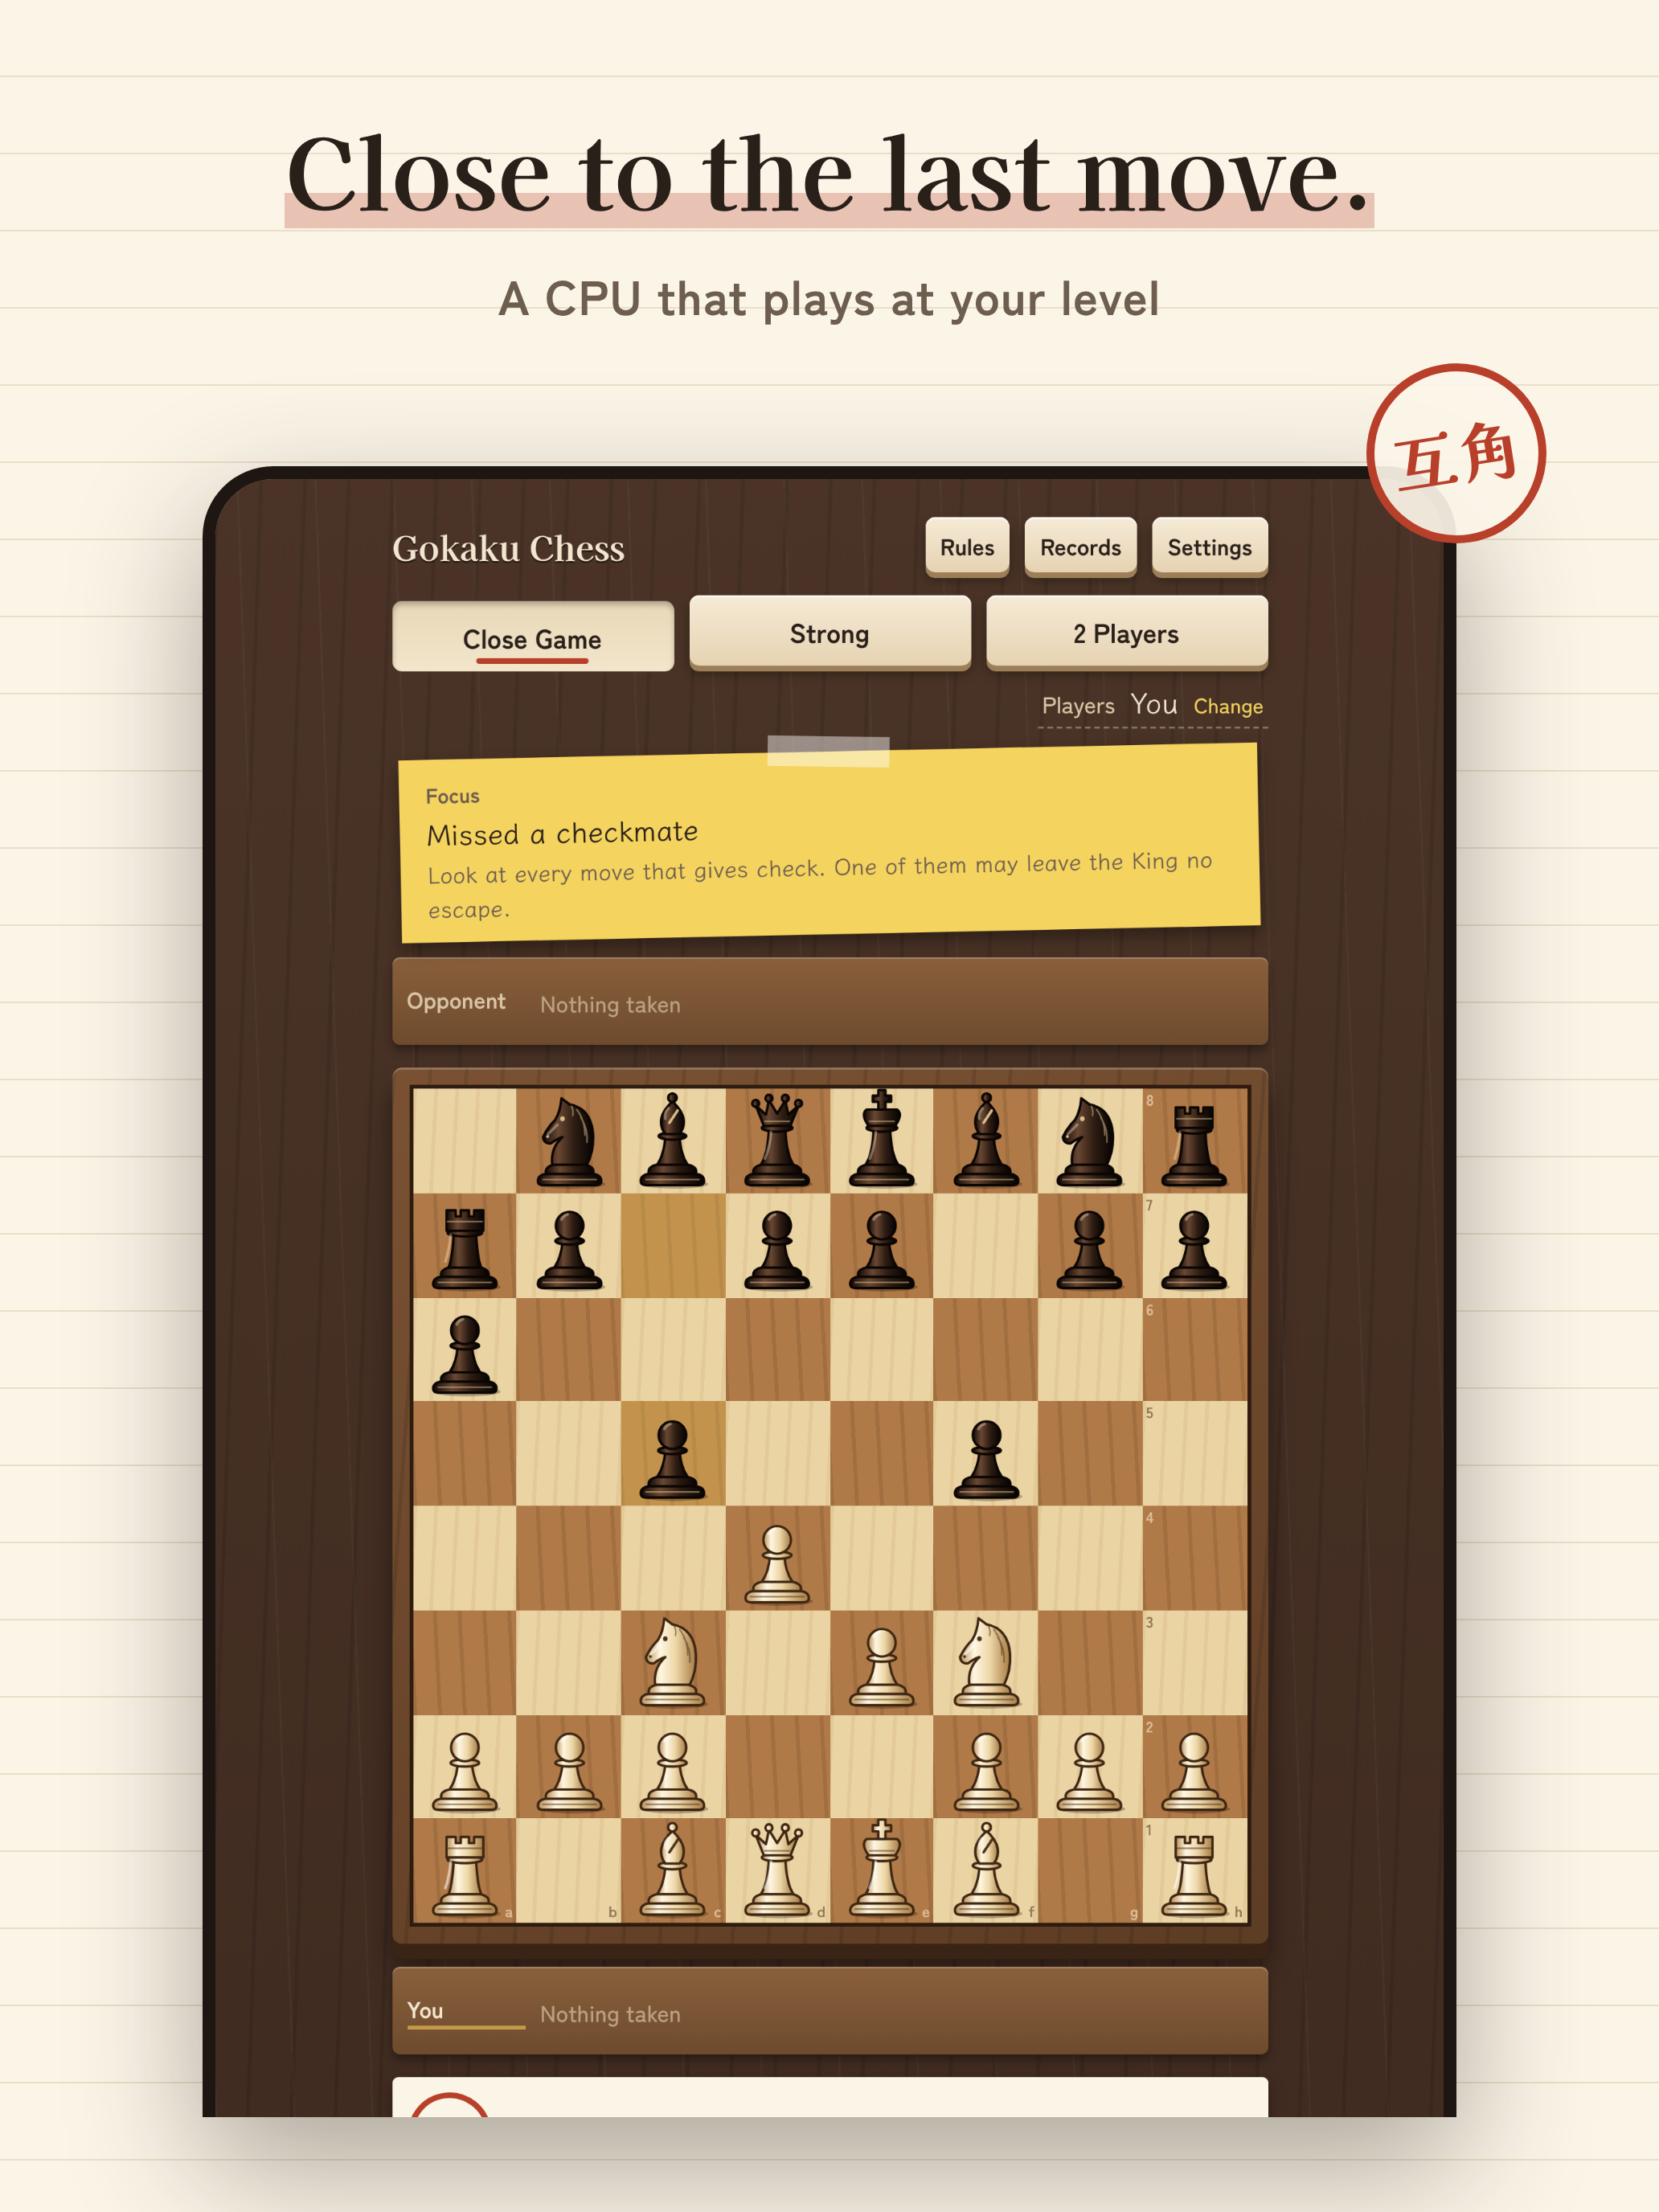 Close to the last move.
A CPU that plays at your level
互角
Gokaku Chess
Rules
Records
Settings
Close Game
Strong
2 Players
Players You Change
Focus
Missed a checkmate
Look at every move that gives check. One of them may leave the King no
escape.
Opponent
Nothing taken
8
7
6
5
4
3
2
1
a b c d e f g h
You
Nothing taken